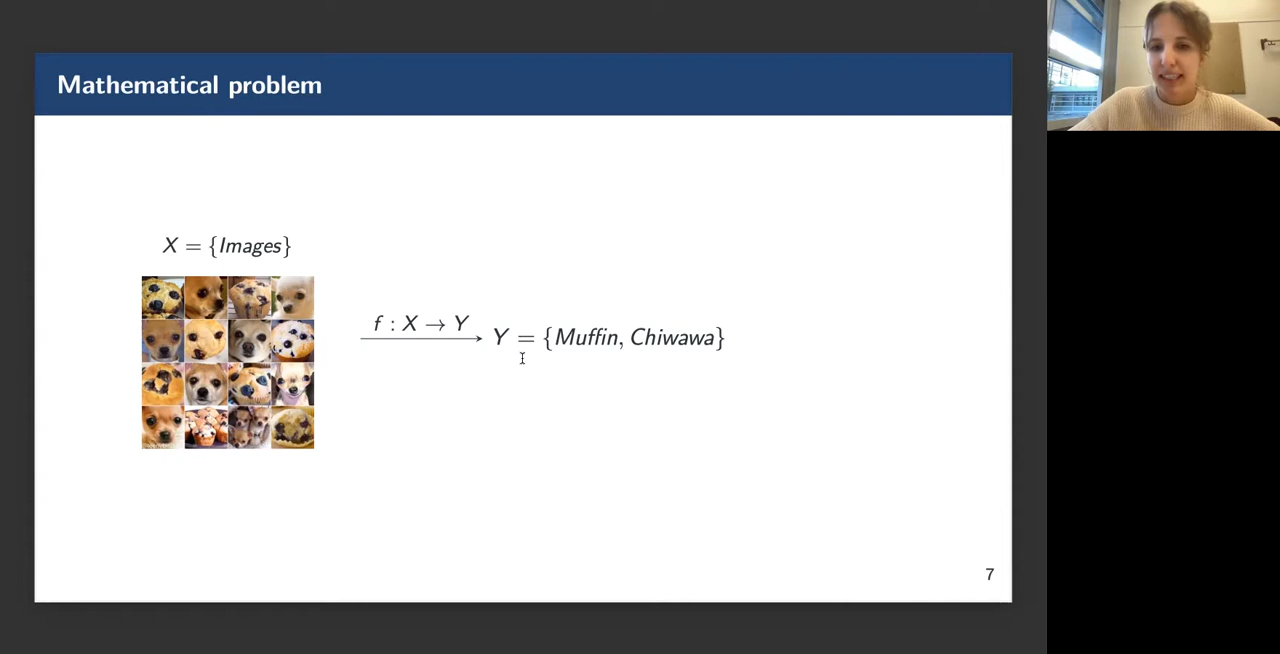 Mathematical problem
X = {Images}
f : X → Y
Y = {Muffin, Chiwawa}
7